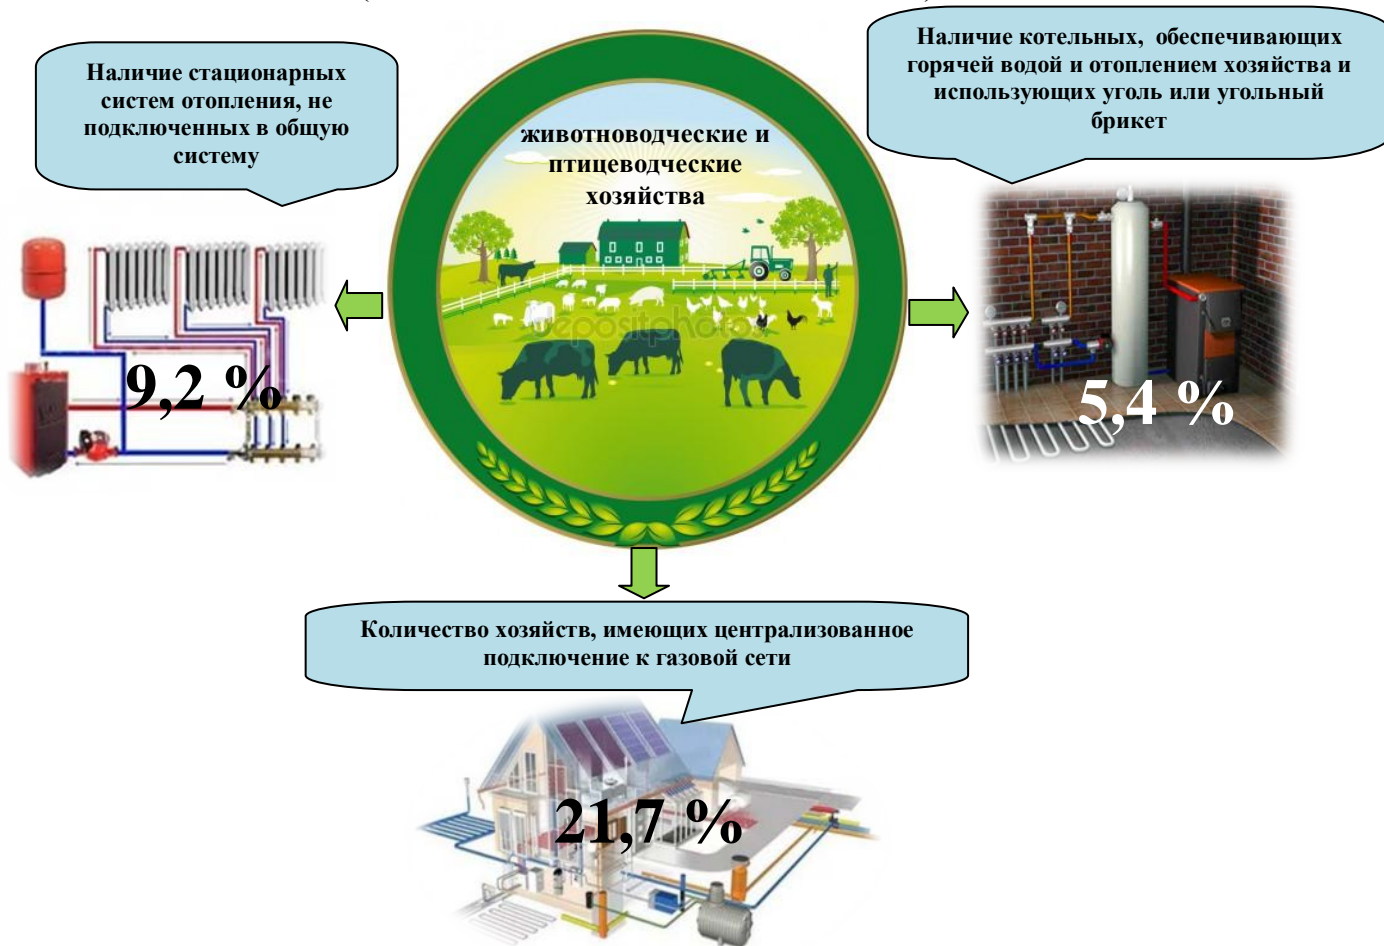 Наличие стационарных
систем отопления, не
подключенных в общую
систему
Наличие котельных, обеспечивающих
горячей водой и отоплением хозяйства и
использующих уголь или угольный
брикет
животноводческие и
птицеводческие
хозяйства
depositphotos
9,2 %
5,4 %
Количество хозяйств, имеющих централизованное
подключение к газовой сети
21,7 %